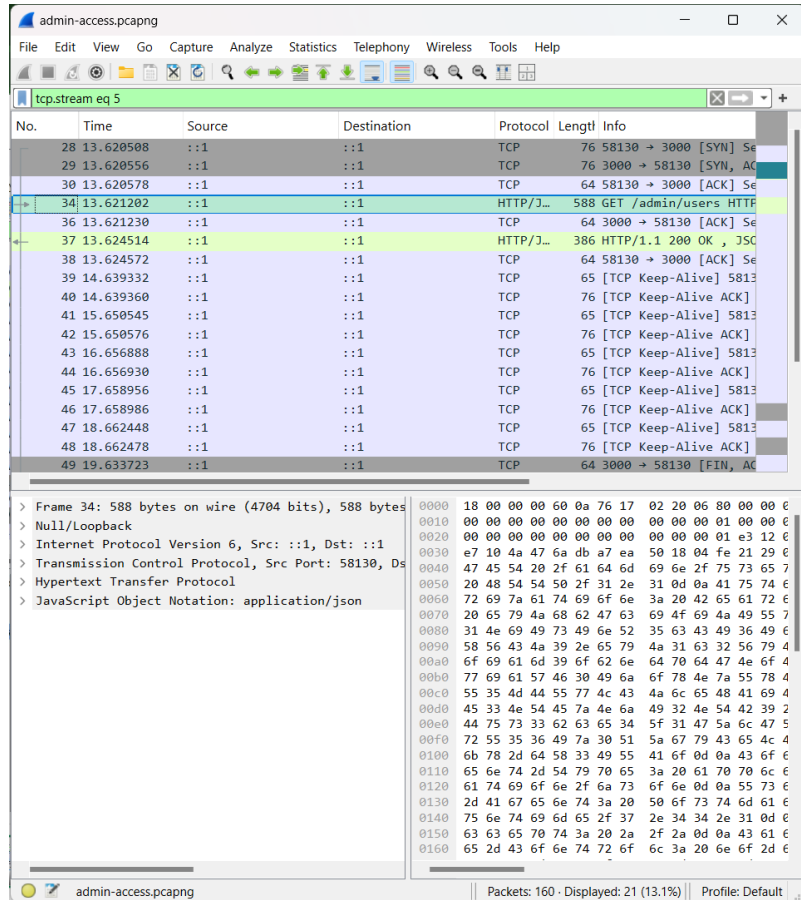 admin-access.pcapng
File Edit View Go Capture Analyze Statistics Telephony Wireless Tools Help
tcp.stream eq 5
No. Time Source Destination Protocol Lengtl Info
28 13.620508 ::1 ::1 TCP 76 58130 → 3000 [SYN] Se
29 13.620556 ::1 ::1 TCP 76 3000 → 58130 [SYN, AC
30 13.620578 ::1 ::1 TCP 64 58130 → 3000 [ACK] Se
34 13.621202 ::1 ::1 HTTP/J… 588 GET /admin/users HTTP
36 13.621230 ::1 ::1 TCP 64 3000 → 58130 [ACK] Se
37 13.624514 ::1 ::1 HTTP/J… 386 HTTP/1.1 200 OK , JSO
38 13.624572 ::1 ::1 TCP 64 58130 → 3000 [ACK] Se
39 14.639332 ::1 ::1 TCP 65 [TCP Keep-Alive] 5813
40 14.639360 ::1 ::1 TCP 76 [TCP Keep-Alive ACK]
41 15.650545 ::1 ::1 TCP 65 [TCP Keep-Alive] 5813
42 15.650576 ::1 ::1 TCP 76 [TCP Keep-Alive ACK]
43 16.656888 ::1 ::1 TCP 65 [TCP Keep-Alive] 5813
44 16.656930 ::1 ::1 TCP 76 [TCP Keep-Alive ACK]
45 17.658956 ::1 ::1 TCP 65 [TCP Keep-Alive] 5813
46 17.658986 ::1 ::1 TCP 76 [TCP Keep-Alive ACK]
47 18.662448 ::1 ::1 TCP 65 [TCP Keep-Alive] 5813
48 18.662478 ::1 ::1 TCP 76 [TCP Keep-Alive ACK]
49 19.633723 ::1 ::1 TCP 64 3000 → 58130 [FIN, AC
Frame 34: 588 bytes on wire (4704 bits), 588 bytes
Null/Loopback
Internet Protocol Version 6, Src: ::1, Dst: ::1
Transmission Control Protocol, Src Port: 58130, Ds
Hypertext Transfer Protocol
JavaScript Object Notation: application/json
0000 18 00 00 00 60 0a 76 17 02 20 06 80 00 00 0
0010 00 00 00 00 00 00 00 00 00 00 00 01 00 00 0
0020 00 00 00 00 00 00 00 00 00 00 00 01 e3 12 0
0030 e7 10 4a 47 6a db a7 ea 50 18 04 fe 21 29 0
0040 47 45 54 20 2f 61 64 6d 69 6e 2f 75 73 65 7
0050 20 48 54 54 50 2f 31 2e 31 0d 0a 41 75 74 6
0060 72 69 7a 61 74 69 6f 6e 3a 20 42 65 61 72 6
0070 20 65 79 4a 68 62 47 63 69 4f 69 4a 49 55 7
0080 31 4e 69 49 73 49 6e 52 35 63 43 49 36 49 6
0090 58 56 43 4a 39 2e 65 79 4a 31 63 32 56 79 4
00a0 6f 69 61 6d 39 6f 62 6e 64 70 64 47 4e 6f 4
00b0 77 69 61 57 46 30 49 6a 6f 78 4e 7a 55 78 4
00c0 55 35 4d 44 55 77 4c 43 4a 6c 65 48 41 69 4
00d0 45 33 4e 54 45 7a 4e 6a 49 32 4e 54 42 39 2
00e0 44 75 73 33 62 63 65 34 5f 31 47 5a 6c 47 5
00f0 72 55 35 36 49 7a 30 51 5a 67 79 43 65 4c 4
0100 6b 78 2d 64 58 33 49 55 41 6f 0d 0a 43 6f 6
0110 65 6e 74 2d 54 79 70 65 3a 20 61 70 70 6c 6
0120 61 74 69 6f 6e 2f 6a 73 6f 6e 0d 0a 55 73 6
0130 2d 41 67 65 6e 74 3a 20 50 6f 73 74 6d 61 6
0140 75 6e 74 69 6d 65 2f 37 2e 34 34 2e 31 0d 0
0150 63 63 65 70 74 3a 20 2a 2f 2a 0d 0a 43 61 6
0160 65 2d 43 6f 6e 74 72 6f 6c 3a 20 6e 6f 2d 6
admin-access.pcapng Packets: 160 · Displayed: 21 (13.1%) Profile: Default